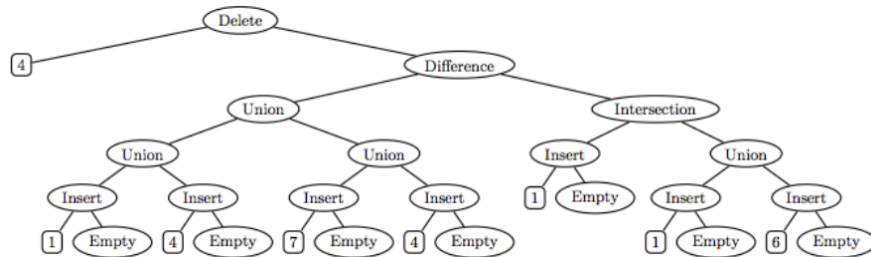 Delete
4
Difference
Union
Intersection
Union
Union
Insert
Union
Insert
Insert
Insert
Insert
1
Empty
Insert
Insert
1
Empty
4
Empty
7
Empty
4
Empty
1
Empty
6
Empty